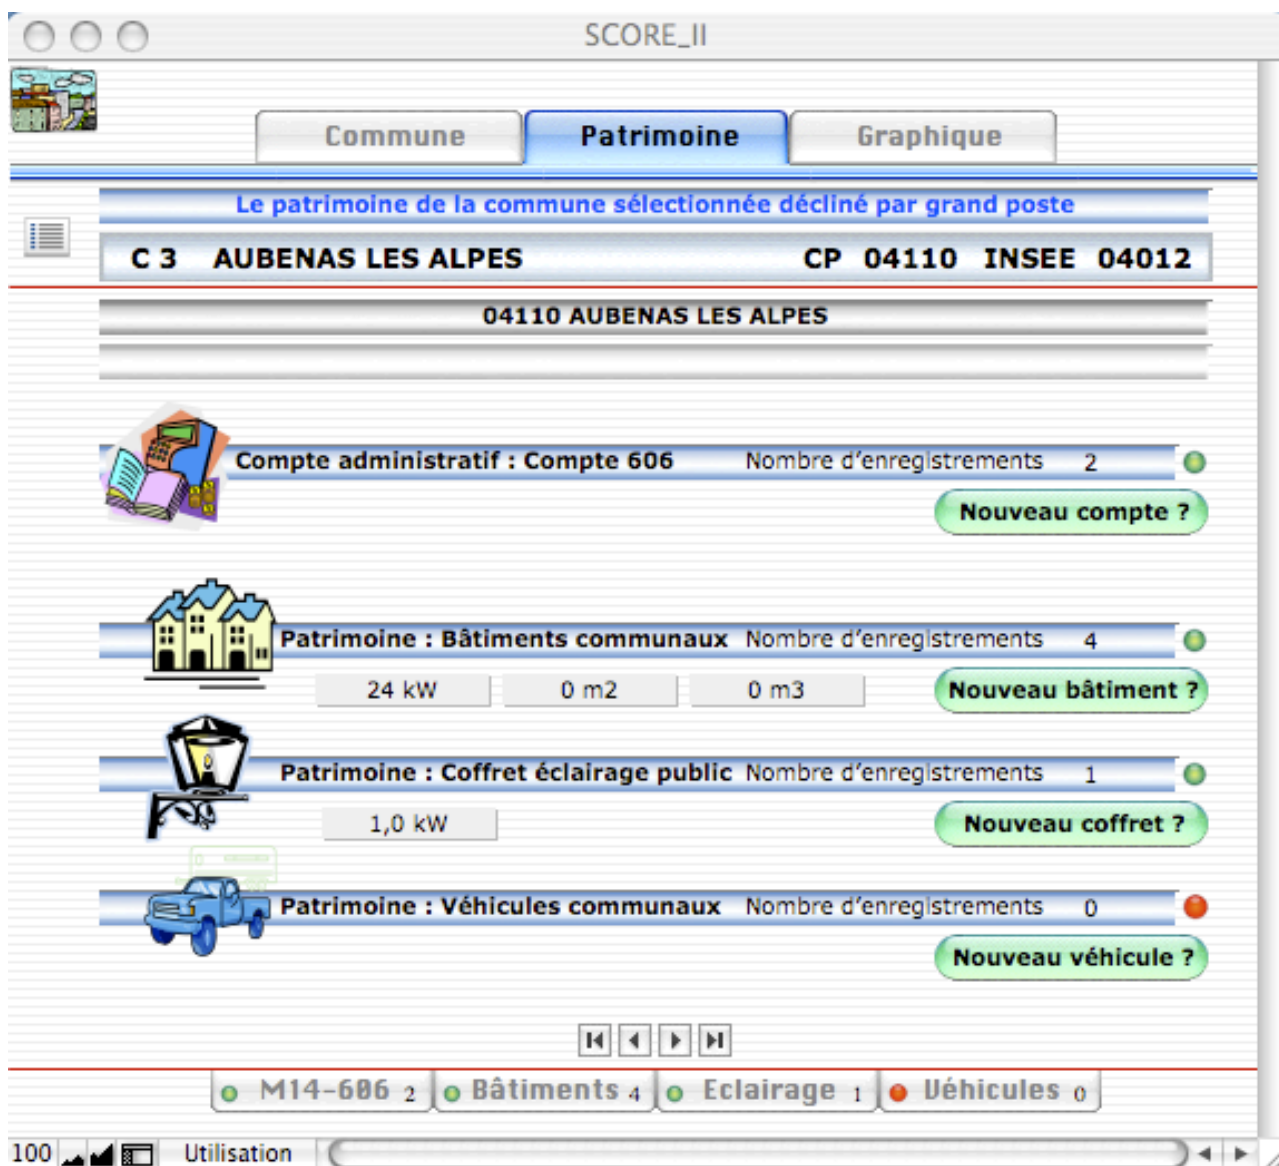 SCORE_II
Commune Patrimoine Graphique
Le patrimoine de la commune sélectionnée décliné par grand poste
C 3 AUBENAS LES ALPES CP 04110 INSEE 04012
04110 AUBENAS LES ALPES
Compte administratif : Compte 606 Nombre d'enregistrements 2
Nouveau compte ?
Patrimoine : Bâtiments communaux Nombre d'enregistrements 4
24 kW 0 m2 0 m3 Nouveau bâtiment ?
Patrimoine : Coffret éclairage public Nombre d'enregistrements 1
1,0 kW Nouveau coffret ?
Patrimoine : Véhicules communaux Nombre d'enregistrements 0
Nouveau véhicule ?
M14-606 2 Bâtiments 4 Eclairage 1 Véhicules 0
100 Utilisation